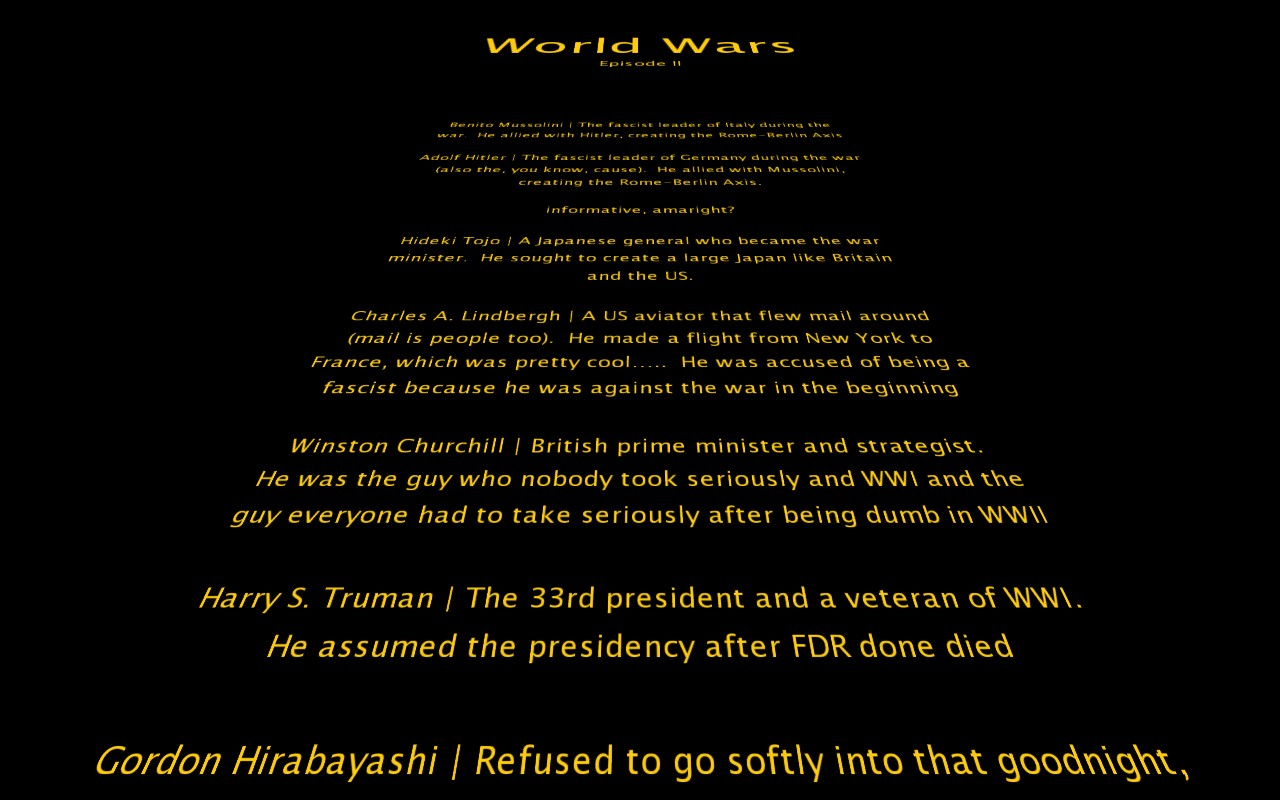 World Wars
Episode II
Benito Mussolini | The fascist leader of Italy during the
war. He allied with Hitler, creating the Rome-Berlin Axis
Adolf Hitler | The fascist leader of Germany during the war
(also the, you know, cause). He allied with Mussolini,
creating the Rome-Berlin Axis.
informative, amaright?
Hideki Tojo | A Japanese general who became the war
minister. He sought to create a large Japan like Britain
and the US.
Charles A. Lindbergh | A US aviator that flew mail around
(mail is people too). He made a flight from New York to
France, which was pretty cool..... He was accused of being a
fascist because he was against the war in the beginning
Winston Churchill | British prime minister and strategist.
He was the guy who nobody took seriously and WWI and the
guy everyone had to take seriously after being dumb in WWII
Harry S. Truman | The 33rd president and a veteran of WWI.
He assumed the presidency after FDR done died
Gordon Hirabayashi | Refused to go softly into that goodnight,